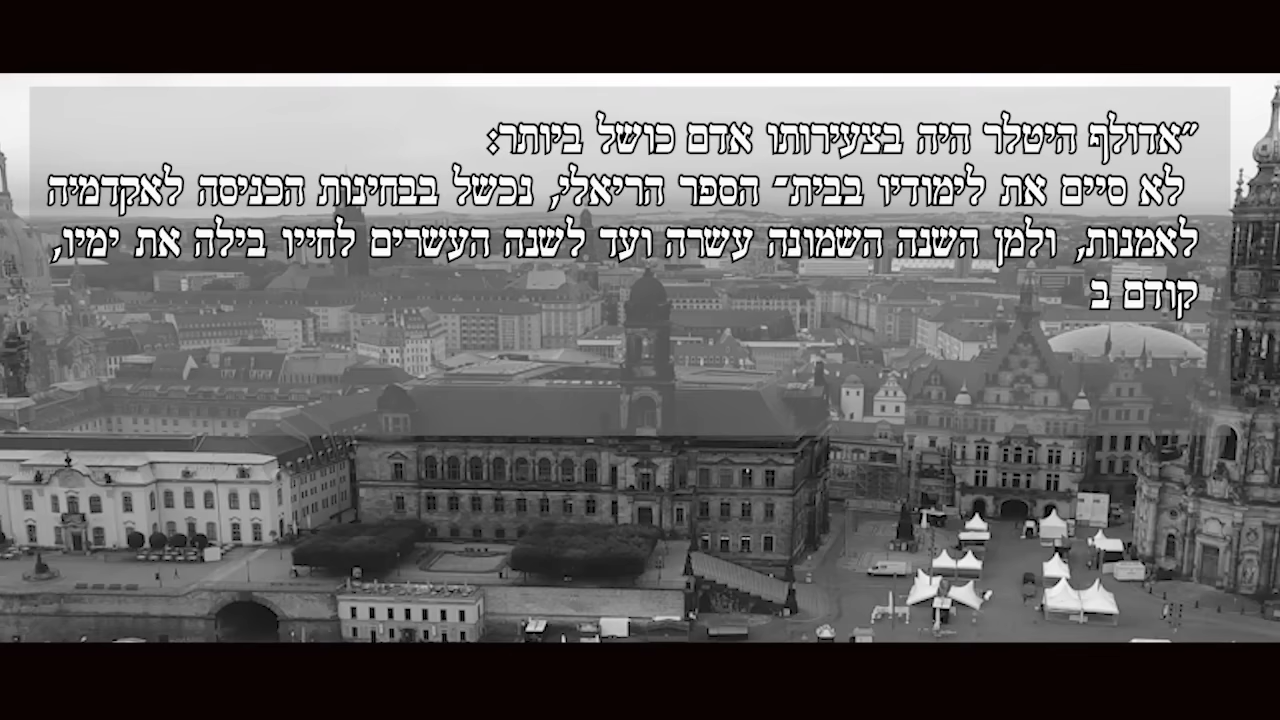 "אדולף היטלר היה בצעירותו אדם כושל ביותר:
לא סיים את לימודיו בבית־ הספר הריאלי, נכשל בבחינות הכניסה לאקדמיה
לאמנות, ולמן השנה השמונה עשרה ועד לשנה העשרים לחייו בילה את ימיו,
קודם ב